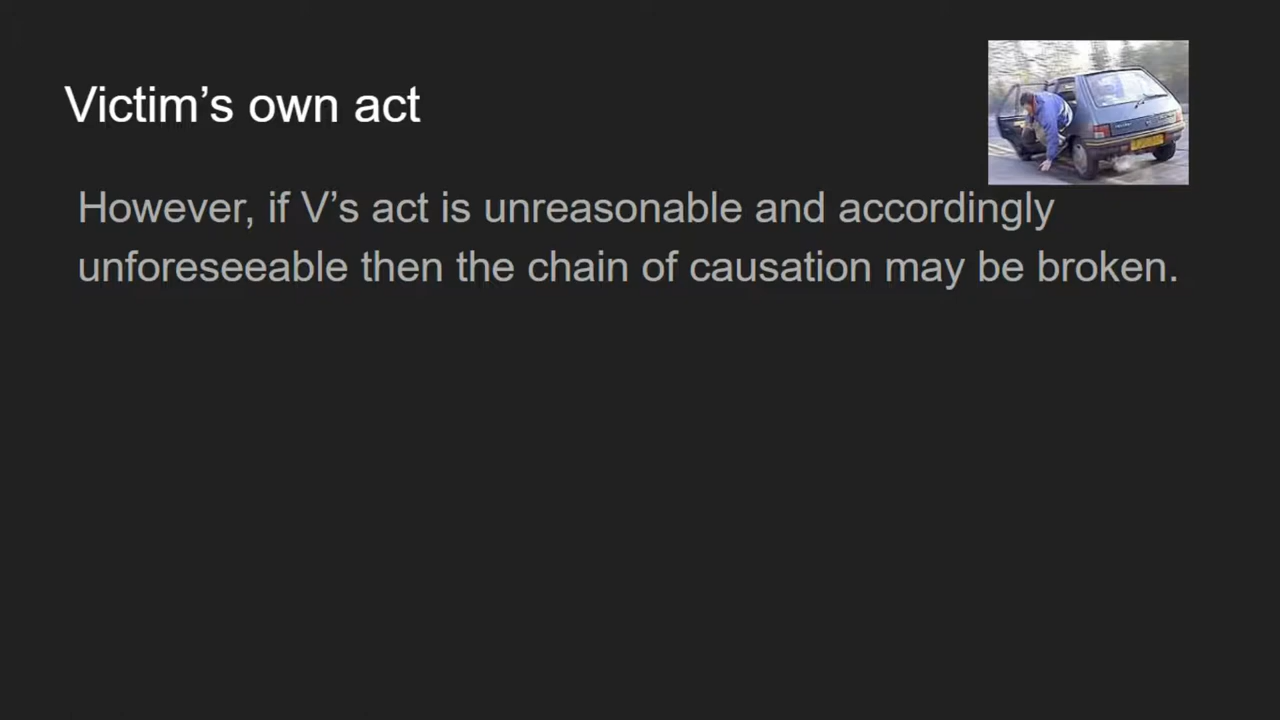 Victim’s own act
However, if V’s act is unreasonable and accordingly
unforeseeable then the chain of causation may be broken.